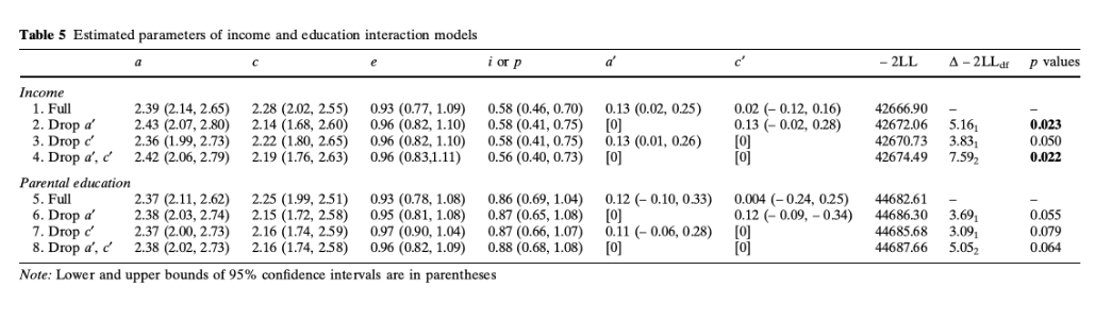 Table 5 Estimated parameters of income and education interaction models
a c e i or p a′ c′ − 2LL Δ − 2LLdf p values
Income
1. Full 2.39 (2.14, 2.65) 2.28 (2.02, 2.55) 0.93 (0.77, 1.09) 0.58 (0.46, 0.70) 0.13 (0.02, 0.25) 0.02 (− 0.12, 0.16) 42666.90 – –
2. Drop a′ 2.43 (2.07, 2.80) 2.14 (1.68, 2.60) 0.96 (0.82, 1.10) 0.58 (0.41, 0.75) [0] 0.13 (− 0.02, 0.28) 42672.06 5.16₁ 0.023
3. Drop c′ 2.36 (1.99, 2.73) 2.22 (1.80, 2.65) 0.96 (0.82, 1.10) 0.58 (0.41, 0.75) 0.13 (0.01, 0.26) [0] 42670.73 3.83₁ 0.050
4. Drop a′, c′ 2.42 (2.06, 2.79) 2.19 (1.76, 2.63) 0.96 (0.83,1.11) 0.56 (0.40, 0.73) [0] [0] 42674.49 7.59₂ 0.022
Parental education
5. Full 2.37 (2.11, 2.62) 2.25 (1.99, 2.51) 0.93 (0.78, 1.08) 0.86 (0.69, 1.04) 0.12 (− 0.10, 0.33) 0.004 (− 0.24, 0.25) 44682.61 – –
6. Drop a′ 2.38 (2.03, 2.74) 2.15 (1.72, 2.58) 0.95 (0.81, 1.08) 0.87 (0.65, 1.08) [0] 0.12 (− 0.09, − 0.34) 44686.30 3.69₁ 0.055
7. Drop c′ 2.37 (2.00, 2.73) 2.16 (1.74, 2.59) 0.97 (0.90, 1.04) 0.87 (0.66, 1.07) 0.11 (− 0.06, 0.28) [0] 44685.68 3.09₁ 0.079
8. Drop a′, c′ 2.38 (2.02, 2.73) 2.16 (1.74, 2.58) 0.96 (0.82, 1.09) 0.88 (0.68, 1.08) [0] [0] 44687.66 5.05₂ 0.064
Note: Lower and upper bounds of 95% confidence intervals are in parentheses